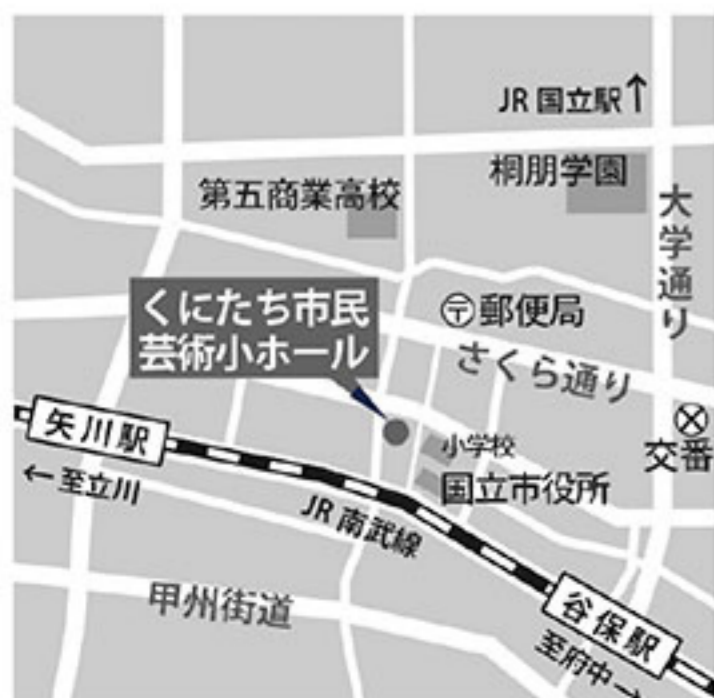 JR 国立駅↑
桐朋学園
第五商業高校
大学通り
くにたち市民
芸術小ホール
〒郵便局
さくら通り
交番
矢川駅
小学校
←至立川
国立市役所
JR 南武線
甲州街道
谷保駅
至府中→